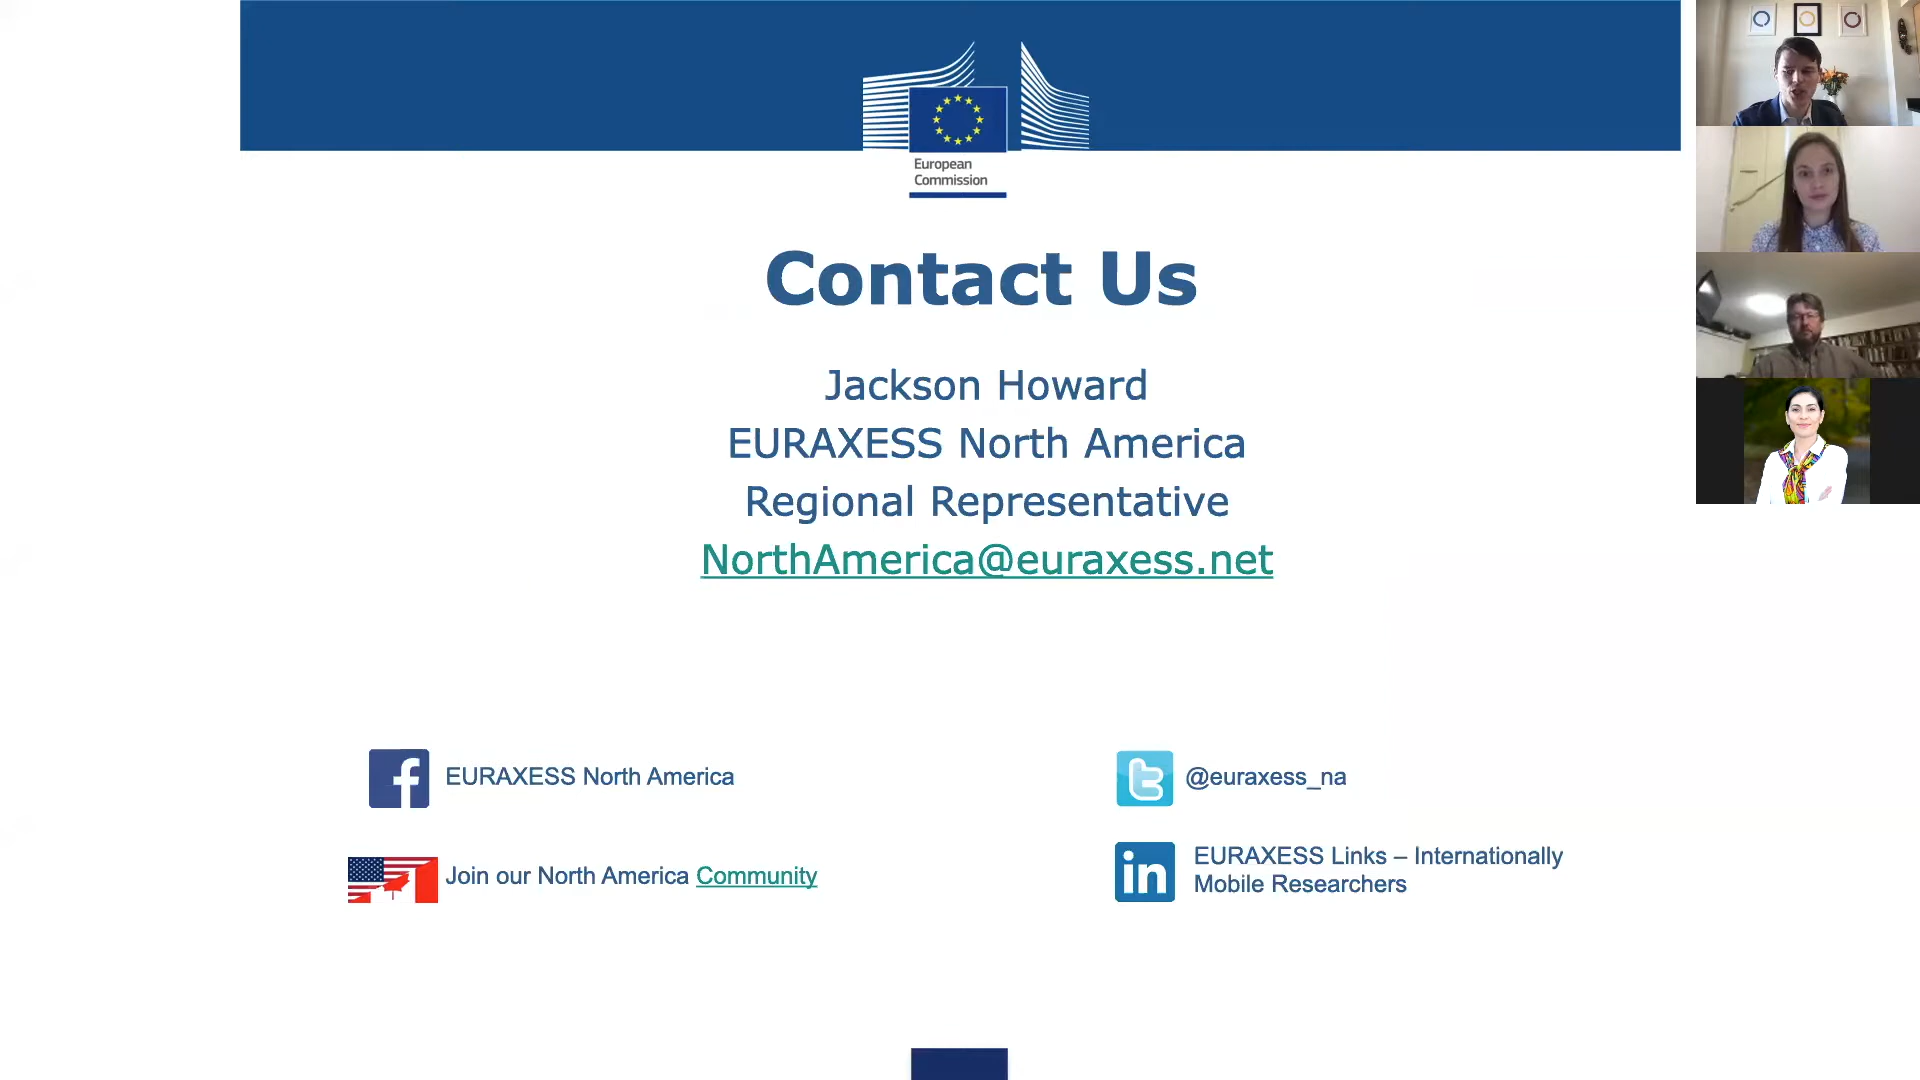 European
Commission
Contact Us
Jackson Howard
EURAXESS North America
Regional Representative
NorthAmerica@euraxess.net
EURAXESS North America
@euraxess_na
Join our North America Community
EURAXESS Links – Internationally
Mobile Researchers